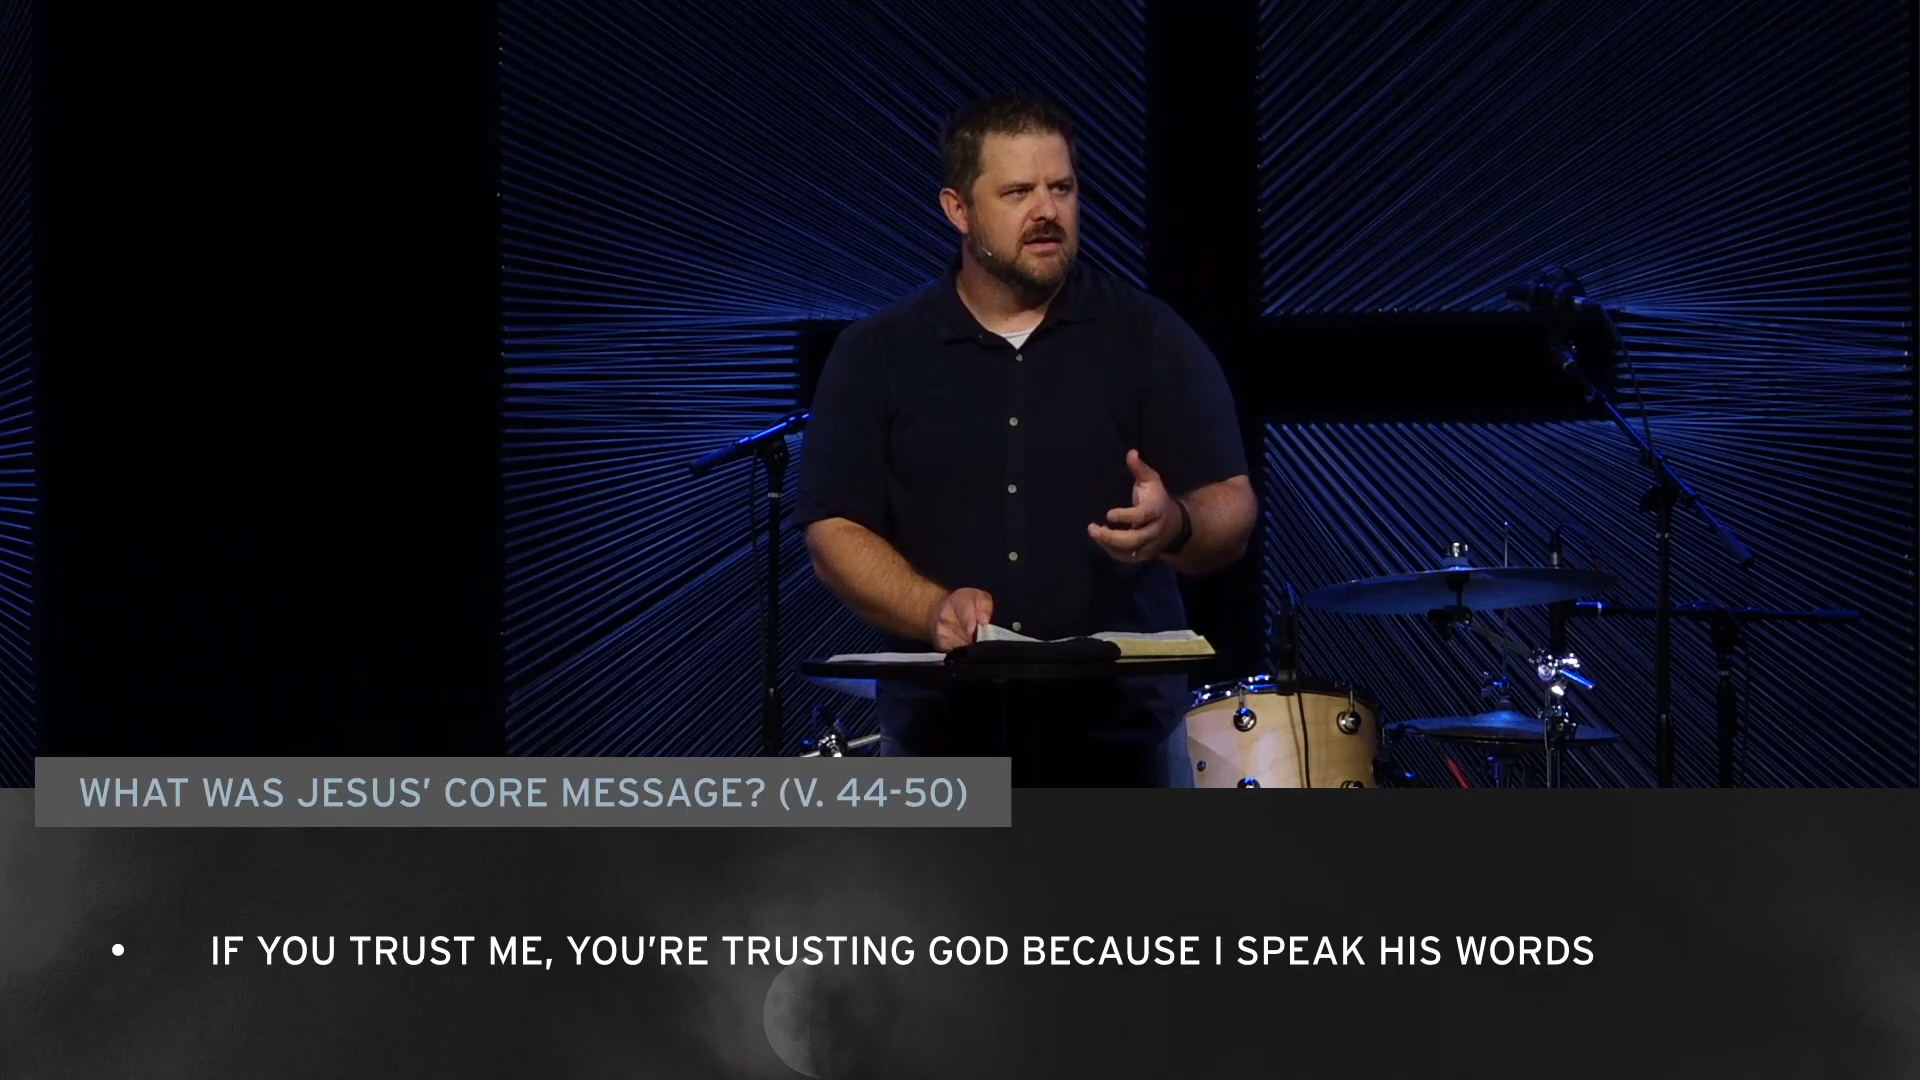 WHAT WAS JESUS’ CORE MESSAGE? (V. 44-50)
• IF YOU TRUST ME, YOU’RE TRUSTING GOD BECAUSE I SPEAK HIS WORDS